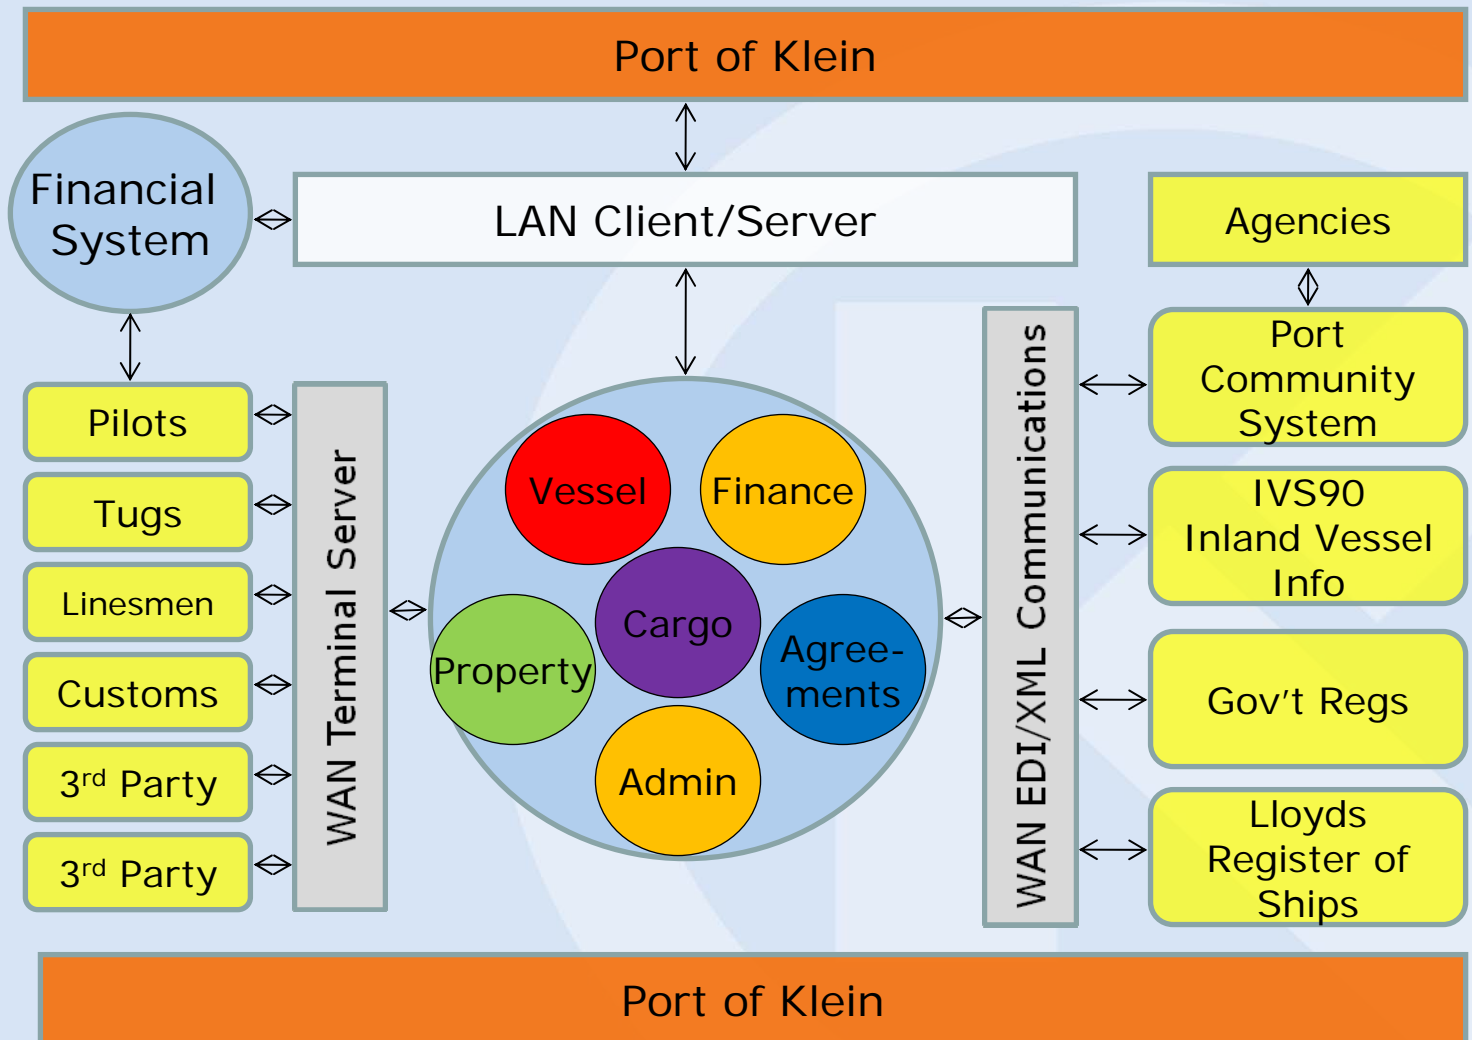 Port of Klein
Financial
System
LAN Client/Server
Agencies
Port
Community
System
Pilots
Tugs
Linesmen
Customs
3rd Party
3rd Party
WAN Terminal Server
Vessel
Finance
Cargo
Property
Agree-
ments
Admin
WAN EDI/XML Communications
IVS90
Inland Vessel
Info
Gov't Regs
Lloyds
Register of
Ships
Port of Klein